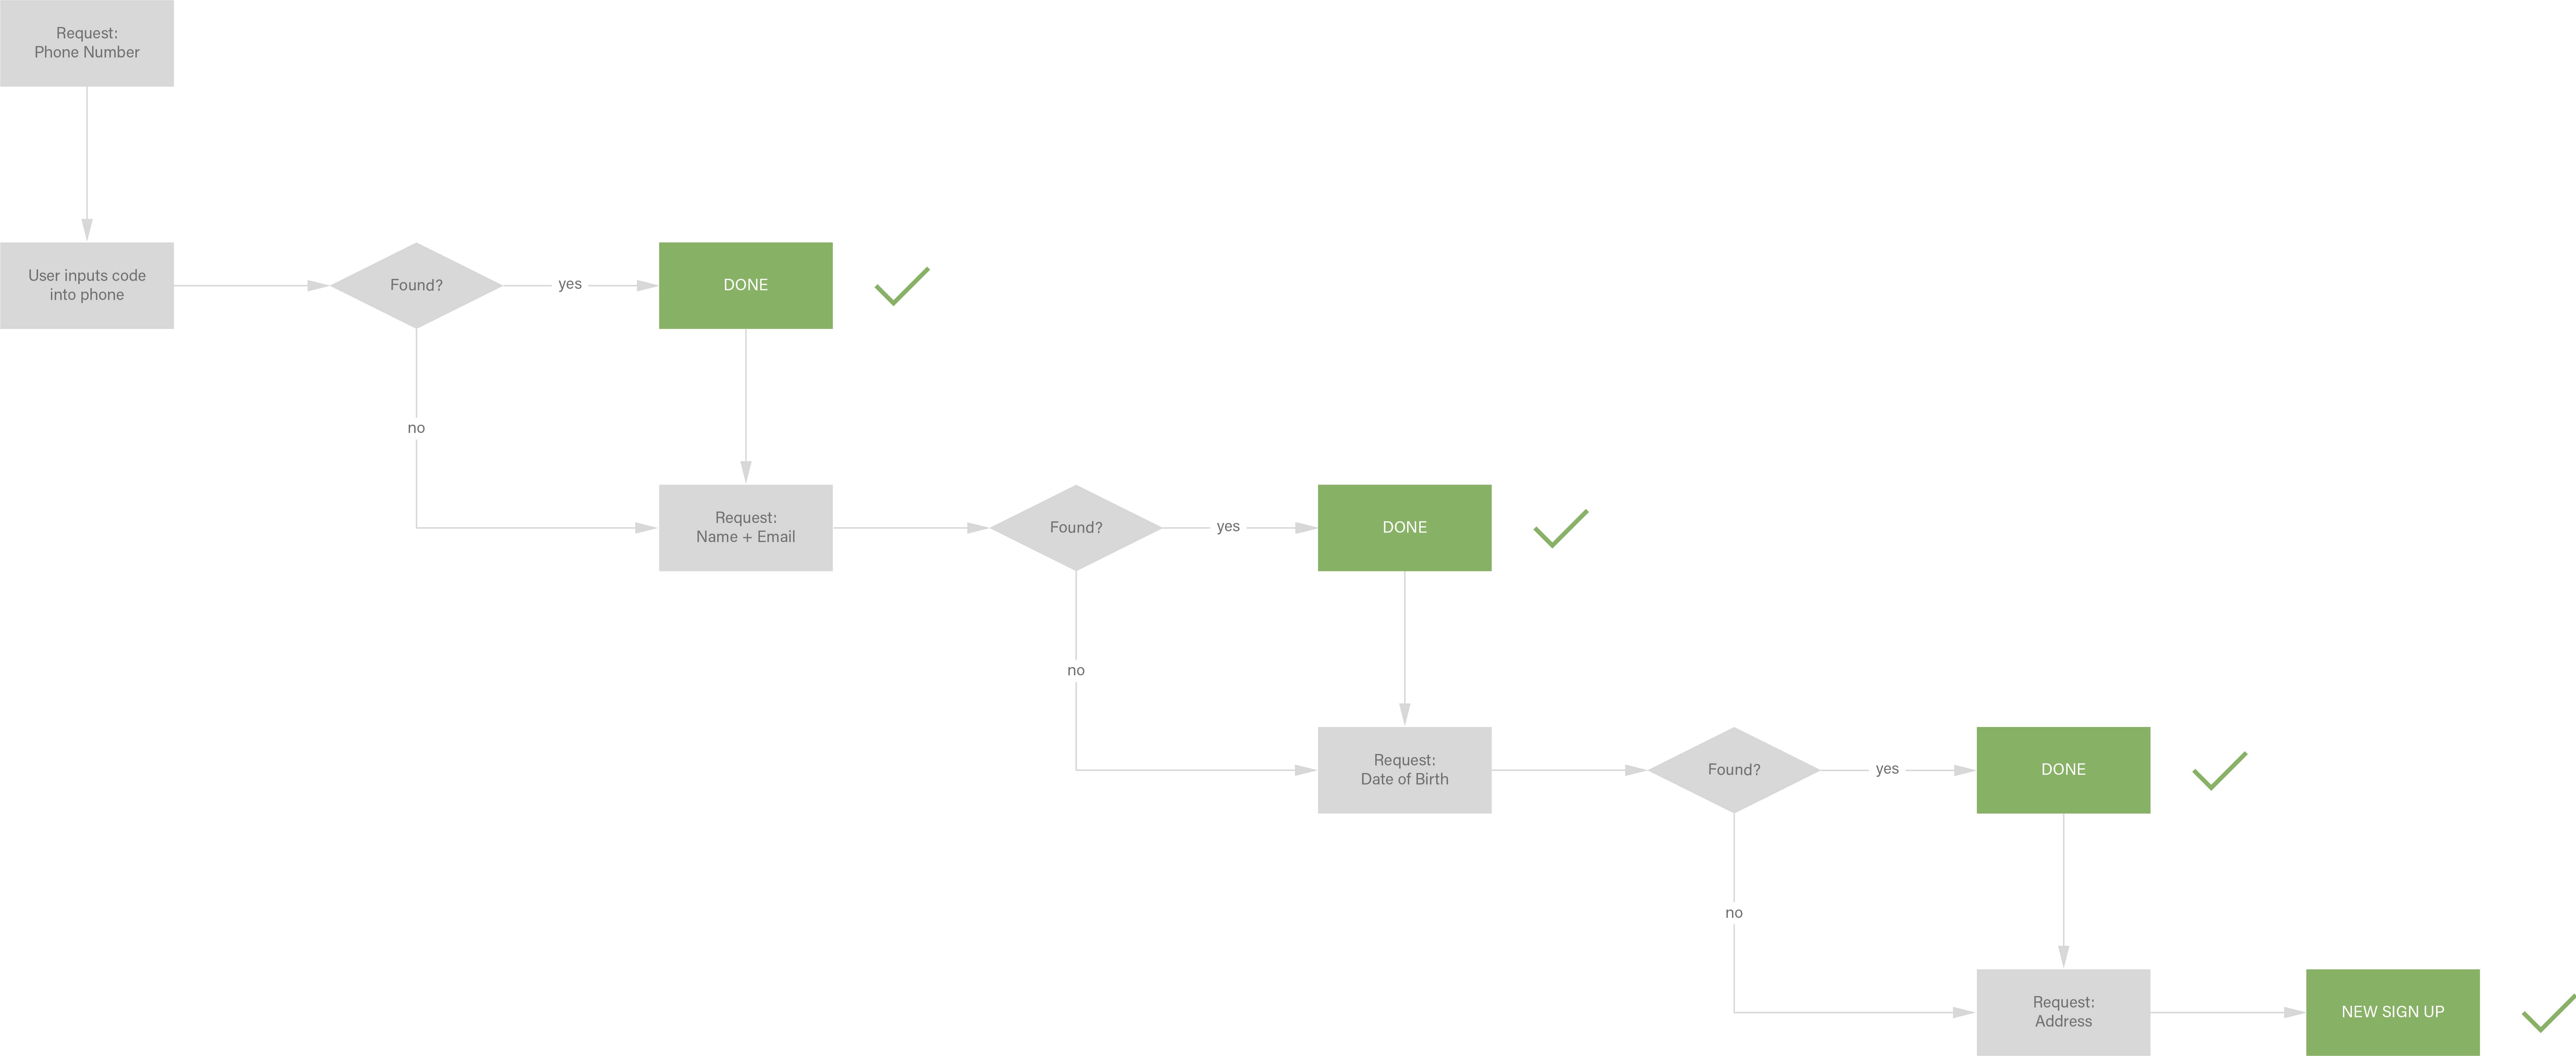 Request:
Phone Number
User inputs code
into phone
Found?
yes
DONE
no
Request:
Name + Email
Found?
yes
DONE
no
Request:
Date of Birth
Found?
yes
DONE
no
Request:
Address
NEW SIGN UP